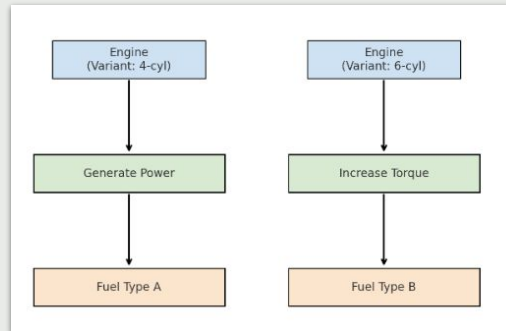 Engine
(Variant: 4-cyl)
Engine
(Variant: 6-cyl)
Generate Power
Increase Torque
Fuel Type A
Fuel Type B